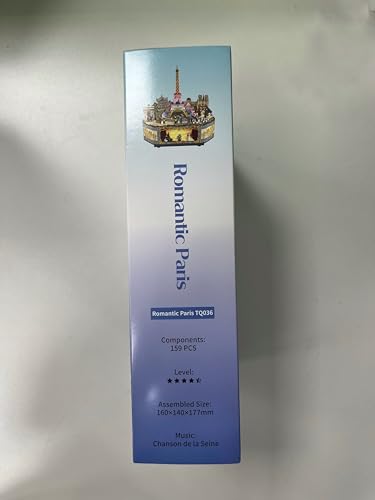 Romantic Paris
Romantic Paris TQ036
Components:
159 PCS
Level:
Assembled Size:
160×140×177mm
Music:
Chanson de la Seine